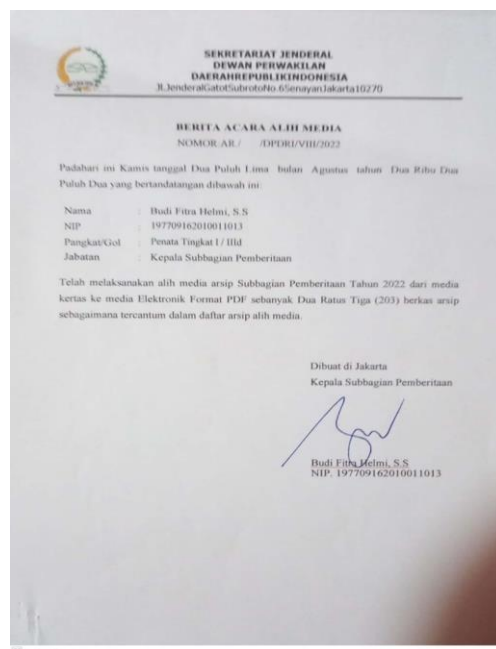 SEKRETARIAT JENDERAL
DEWAN PERWAKILAN
DAERAHREPUBLIKINDONESIA
Jl.JenderalGatotSubrotoNo.6SenayanJakarta10270
BERITA ACARA ALIH MEDIA
NOMOR AR./ /DPDRI/VIII/2022
Padahari ini Kamis tanggal Dua Puluh Lima bulan Agustus tahun Dua Ribu Dua
Puluh Dua yang bertandatangan dibawah ini:
Nama : Budi Fitra Helmi, S.S
NIP : 197709162010011013
Pangkat/Gol : Penata Tingkat I / IIId
Jabatan : Kepala Subbagian Pemberitaan
Telah melaksanakan alih media arsip Subbagian Pemberitaan Tahun 2022 dari media
kertas ke media Elektronik Format PDF sebanyak Dua Ratus Tiga (203) berkas arsip
sebagaimana tercantum dalam daftar arsip alih media.
Dibuat di Jakarta
Kepala Subbagian Pemberitaan
Budi Fitra Helmi, S.S
NIP. 197709162010011013